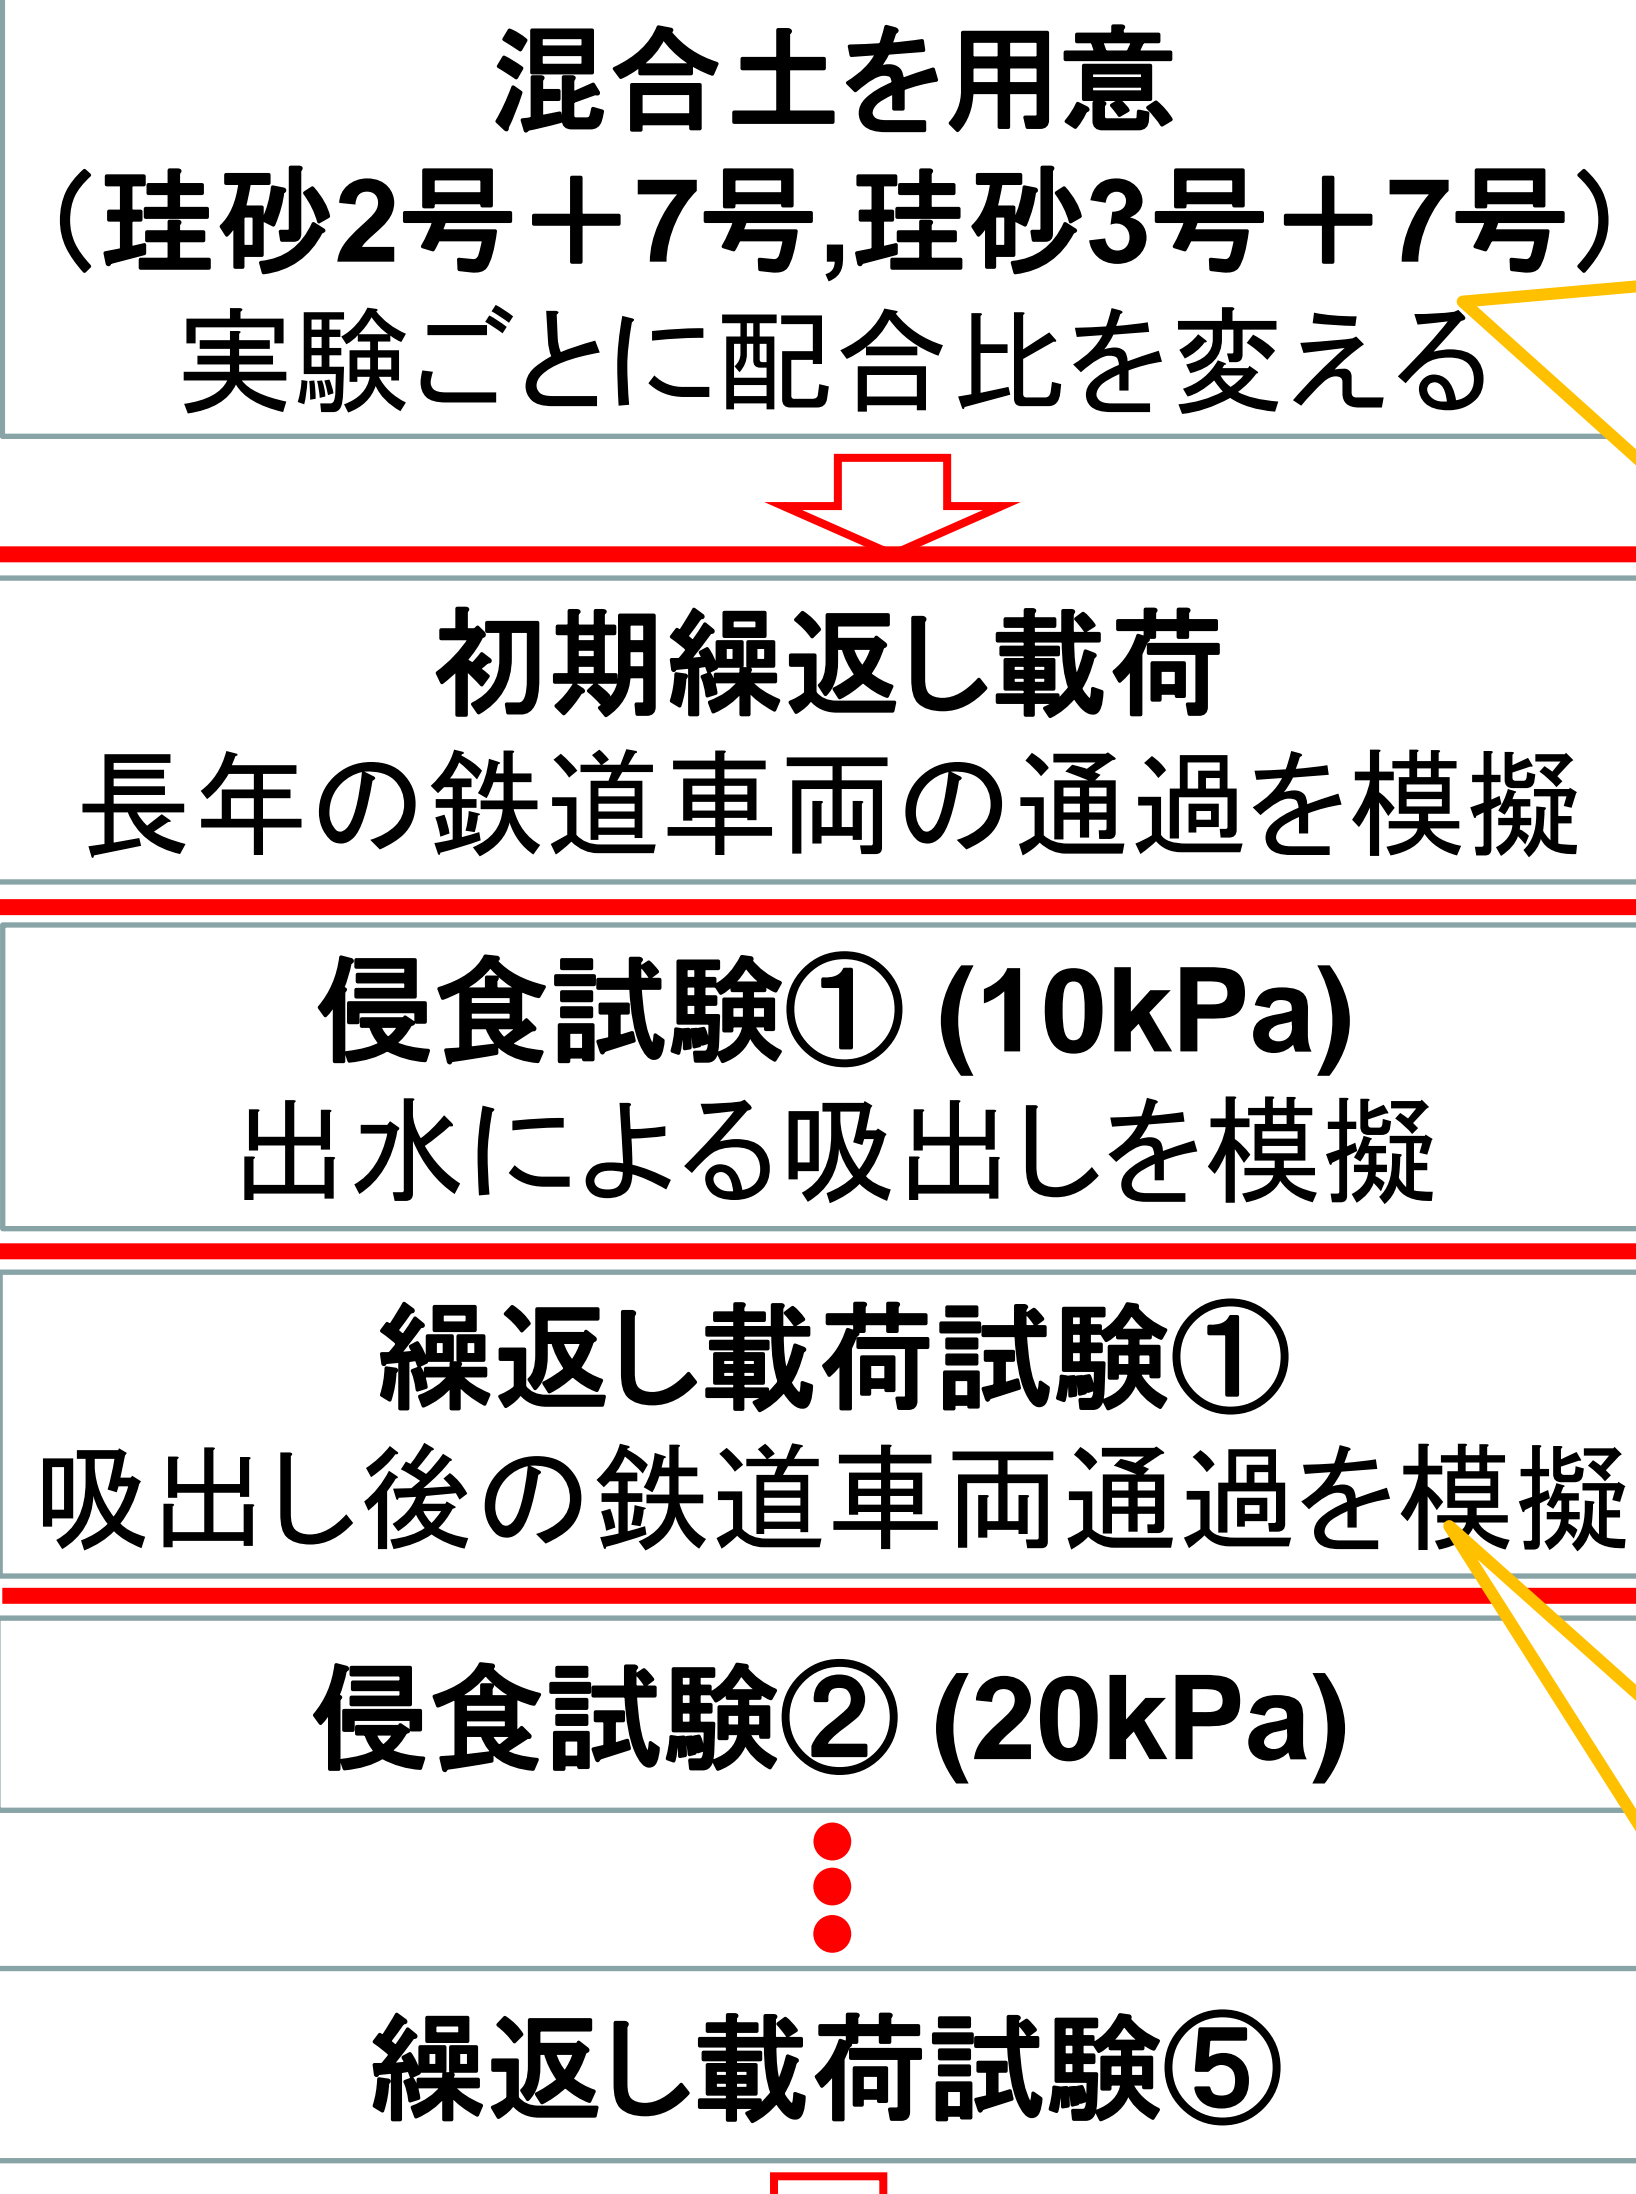 混合土を用意
（珪砂2号＋7号,珪砂3号＋7号）
実験ごとに配合比を変える
初期繰返し載荷
長年の鉄道車両の通過を模擬
侵食試験① (10kPa)
出水による吸出しを模擬
繰返し載荷試験①
吸出し後の鉄道車両通過を模擬
侵食試験② (20kPa)
繰返し載荷試験⑤